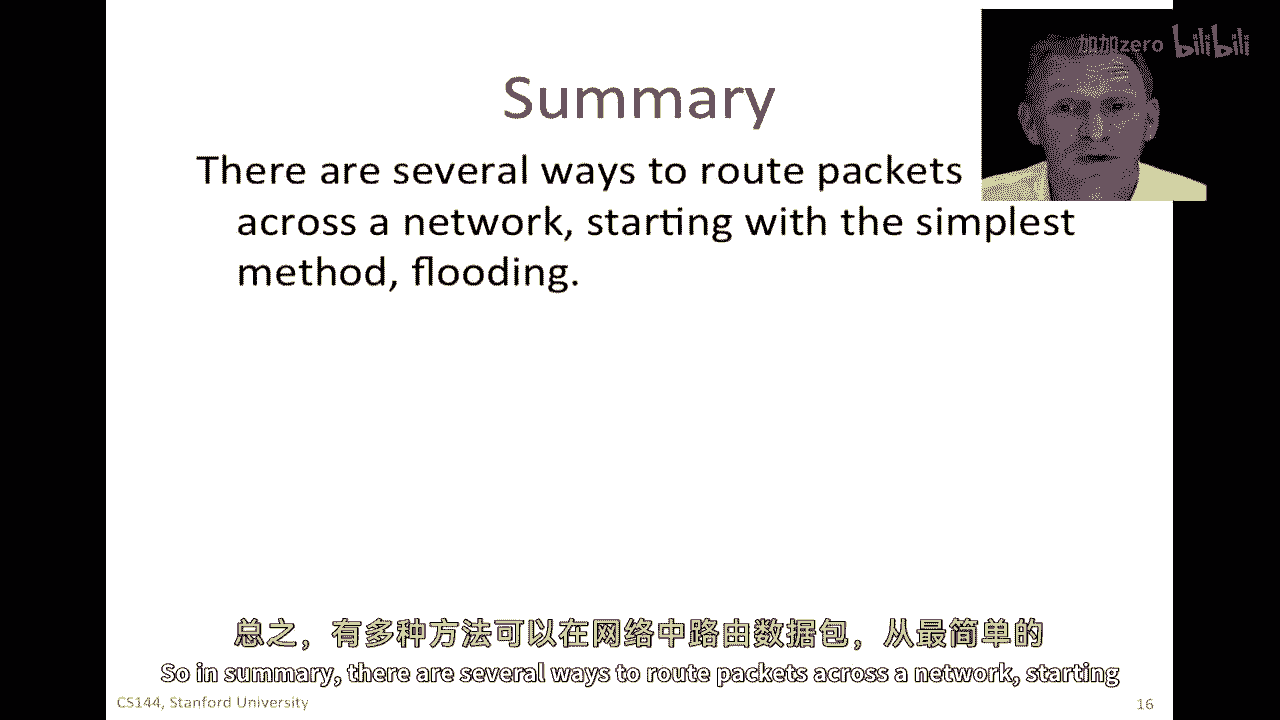 加加zero bilibili
Summary
There are several ways to route packets
across a network, starting with the simplest
method, flooding.
总之，有多种方法可以在网络中路由数据包，从最简单的
So in summary, there are several ways to route packets across a network, starting
CS144, Stanford University
16